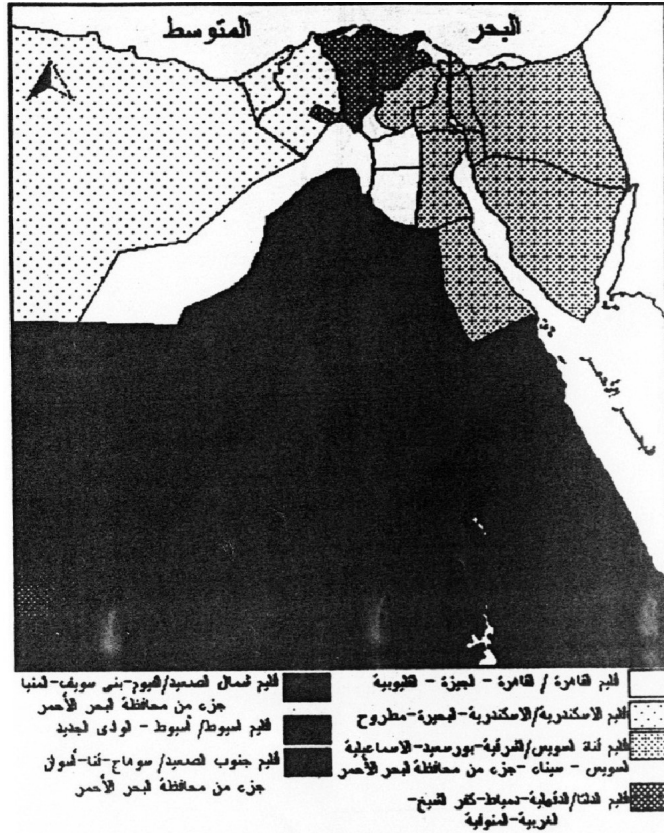 البحر المتوسط
إقليم القاهرة / القاهرة - الجيزة - القليوبية
إقليم الاسكندرية/الاسكندرية-البحيرة-مطروح
إقليم قناة السويس/الشرقية-بورسعيد-الاسماعيلية
السويس - سيناء -جزء من محافظة البحر الأحمر
إقليم الدلتا/الدقهلية-دمياط-كفر الشيخ-
الغربية-المنوفية
إقليم شمال الصعيد/الفيوم-بنى سويف-المنيا
جزء من محافظة البحر الأحمر
إقليم أسيوط/ أسيوط - الوادى الجديد
إقليم جنوب الصعيد/ سوهاج-قنا-أسوان
جزء من محافظة البحر الأحمر